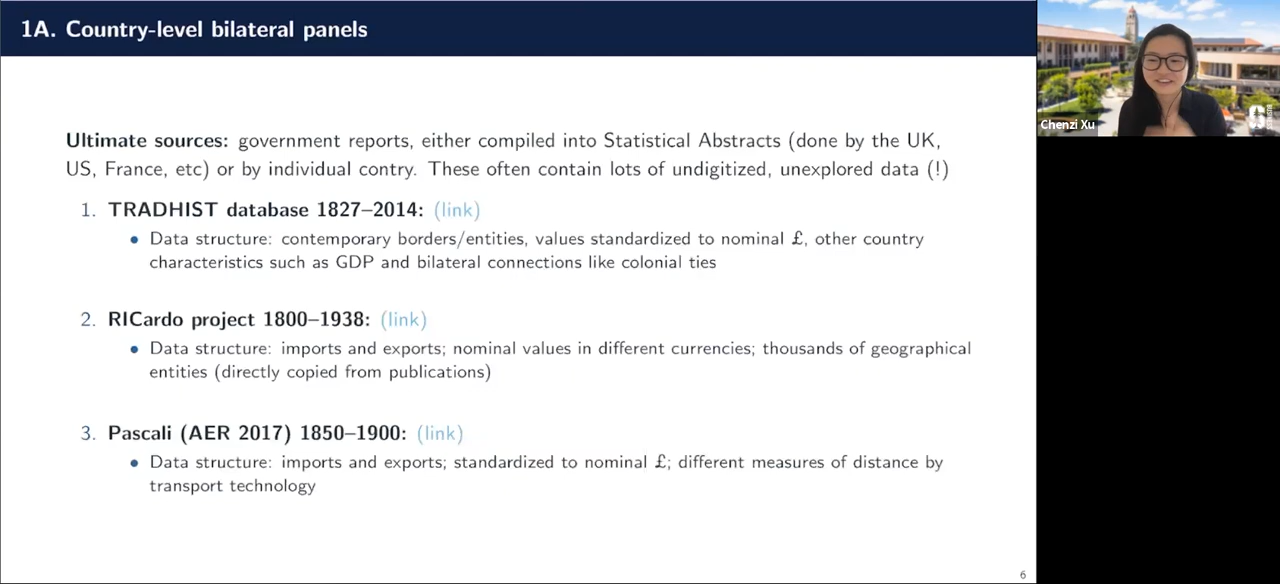 1A. Country-level bilateral panels
Ultimate sources: government reports, either compiled into Statistical Abstracts (done by the UK,
US, France, etc) or by individual contry. These often contain lots of undigitized, unexplored data (!)
1. TRADHIST database 1827–2014: (link)
• Data structure: contemporary borders/entities, values standardized to nominal £, other country
characteristics such as GDP and bilateral connections like colonial ties
2. RICardo project 1800–1938: (link)
• Data structure: imports and exports; nominal values in different currencies; thousands of geographical
entities (directly copied from publications)
3. Pascali (AER 2017) 1850–1900: (link)
• Data structure: imports and exports; standardized to nominal £; different measures of distance by
transport technology
6
Chenzi Xu